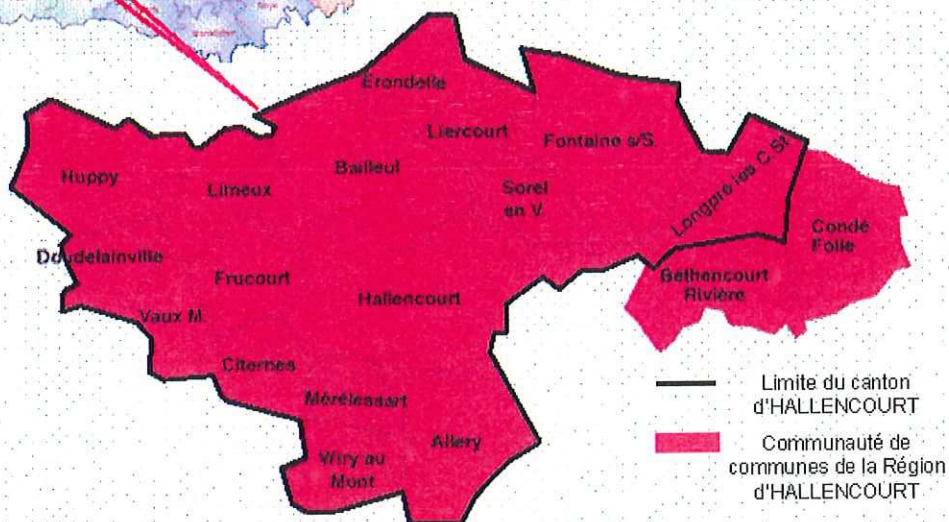 Erondelle
Liercourt
Fontaine s/S.
Bailleul
Huppy
Limeux
Sorel
en V.
Longpré les C. St
Condé
Folie
Doudelainville
Frucourt
Hallencourt
Béthencourt
Rivière
Vaux M.
Citernes
Mérélessart
Allery
Wiry au
Mont
Limite du canton
d'HALLENCOURT
Communauté de
communes de la Région
d'HALLENCOURT